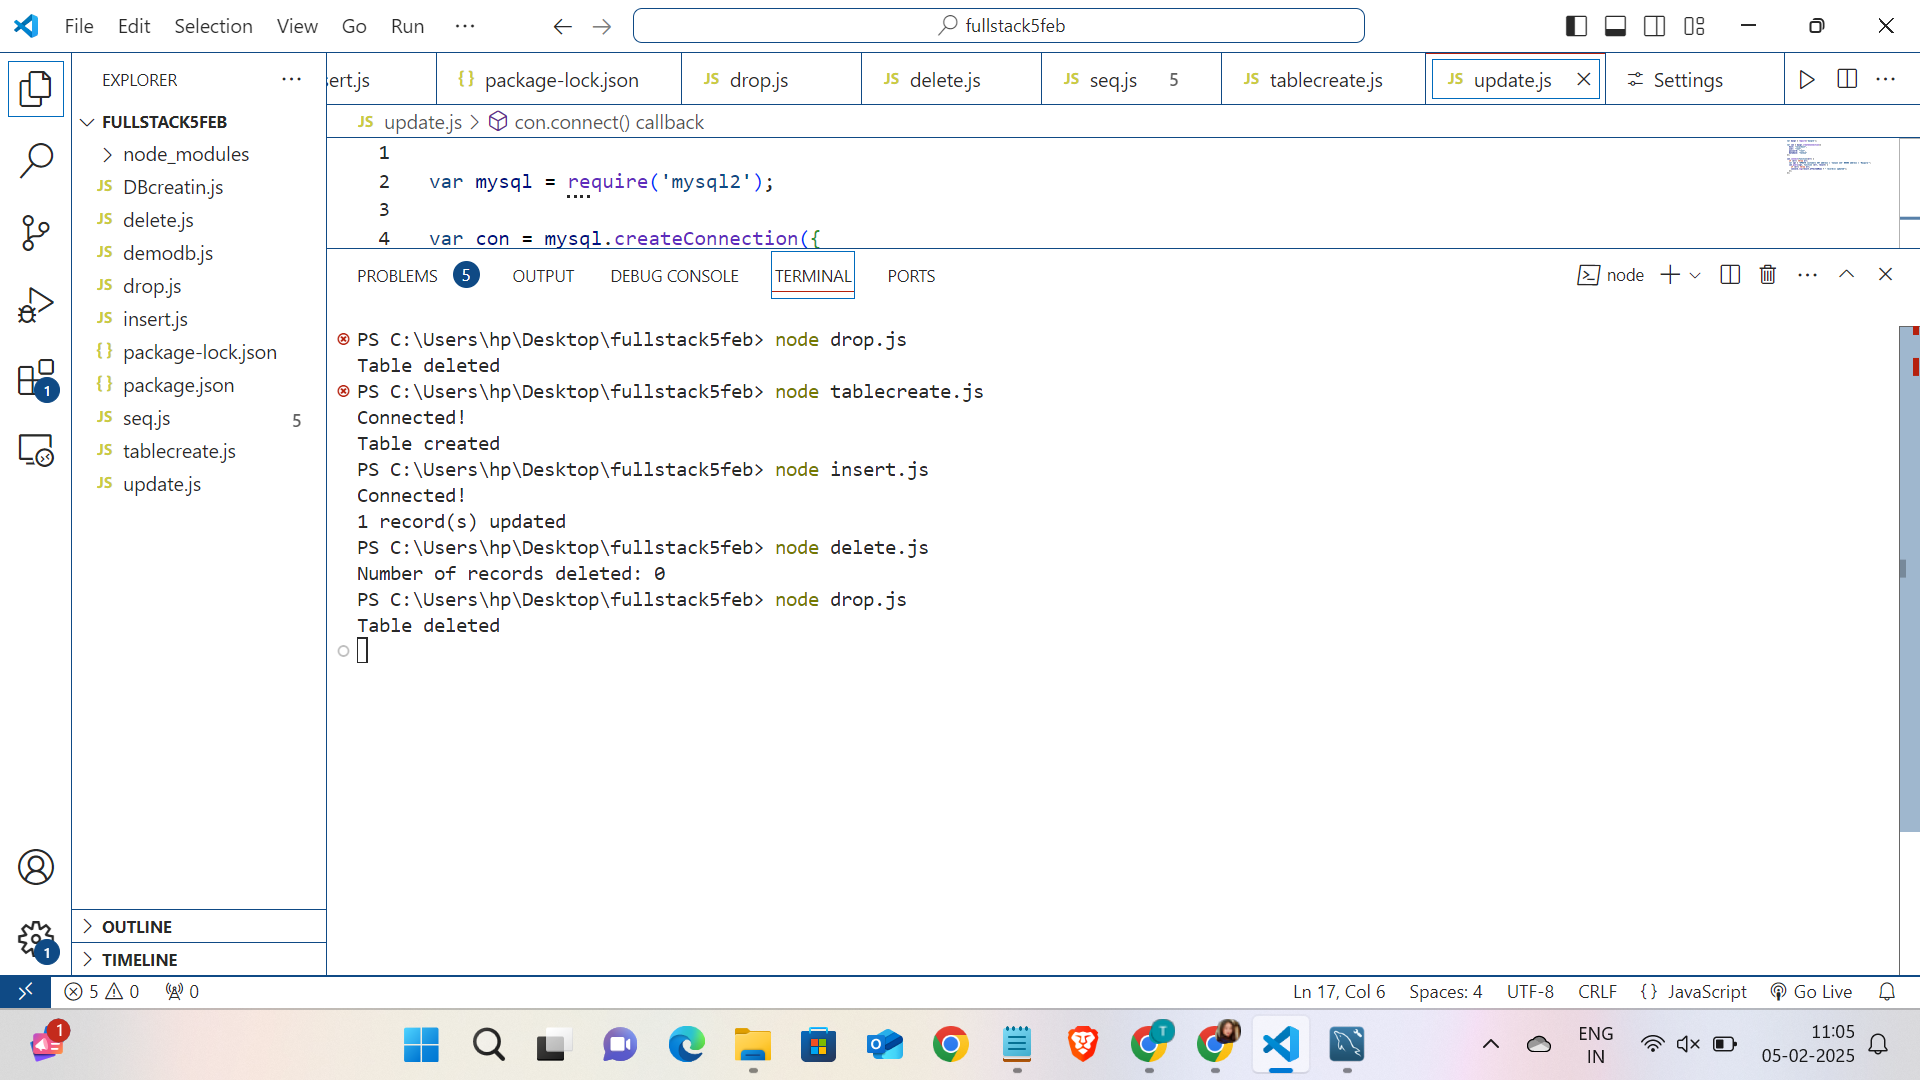 File Edit Selection View Go Run ··· fullstack5feb
EXPLORER ···
FULLSTACK5FEB
node_modules
JS DBcreatin.js
JS delete.js
JS demodb.js
JS drop.js
JS insert.js
{ } package-lock.json
{ } package.json
JS seq.js 5
JS tablecreate.js
JS update.js
OUTLINE
TIMELINE
ert.js { } package-lock.json JS drop.js JS delete.js JS seq.js 5 JS tablecreate.js JS update.js Settings
JS update.js > con.connect() callback
1
2 var mysql = require('mysql2');
3
4 var con = mysql.createConnection({
PROBLEMS 5 OUTPUT DEBUG CONSOLE TERMINAL PORTS node
PS C:\Users\hp\Desktop\fullstack5feb> node drop.js
Table deleted
PS C:\Users\hp\Desktop\fullstack5feb> node tablecreate.js
Connected!
Table created
PS C:\Users\hp\Desktop\fullstack5feb> node insert.js
Connected!
1 record(s) updated
PS C:\Users\hp\Desktop\fullstack5feb> node delete.js
Number of records deleted: 0
PS C:\Users\hp\Desktop\fullstack5feb> node drop.js
Table deleted
1
1
5 0 0 Ln 17, Col 6 Spaces: 4 UTF-8 CRLF { } JavaScript Go Live
1 T ENG 11:05
IN 05-02-2025